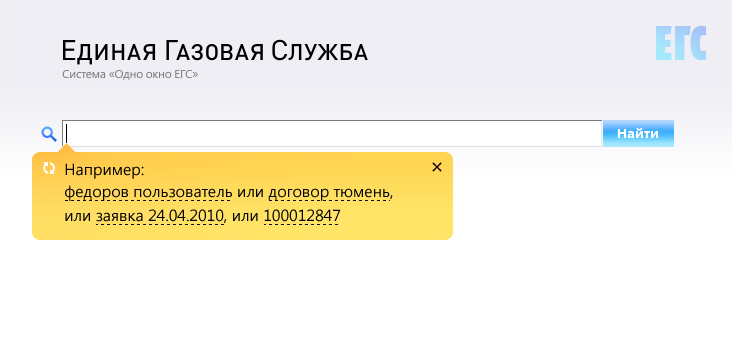 ЕДИНАЯ ГАЗОВАЯ СЛУЖБА
ЕГС
Система «Одно окно ЕГС»
Найти
Например:
федоров пользователь или договор тюмень,
или заявка 24.04.2010, или 100012847